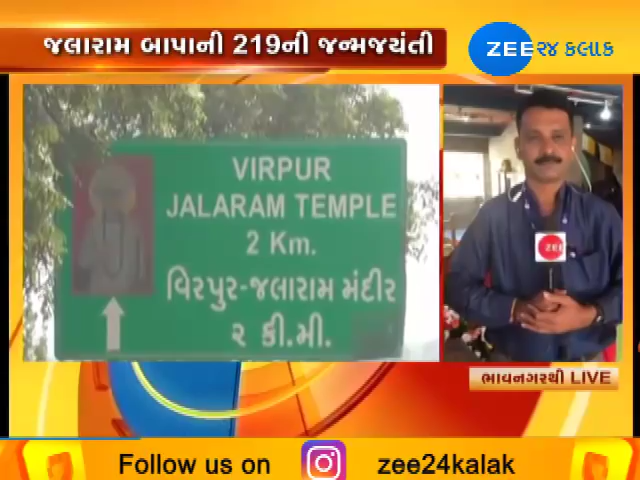 જલારામ બાપાની 219ની જન્મજયંતી
ZEE ૨૪ કલાક
VIRPUR
JALARAM TEMPLE
2 Km.
વિરપુર-જલારામ મંદીર
૨ કી.મી.
ZEE
ભાવનગરથી LIVE
Follow us on zee24kalak